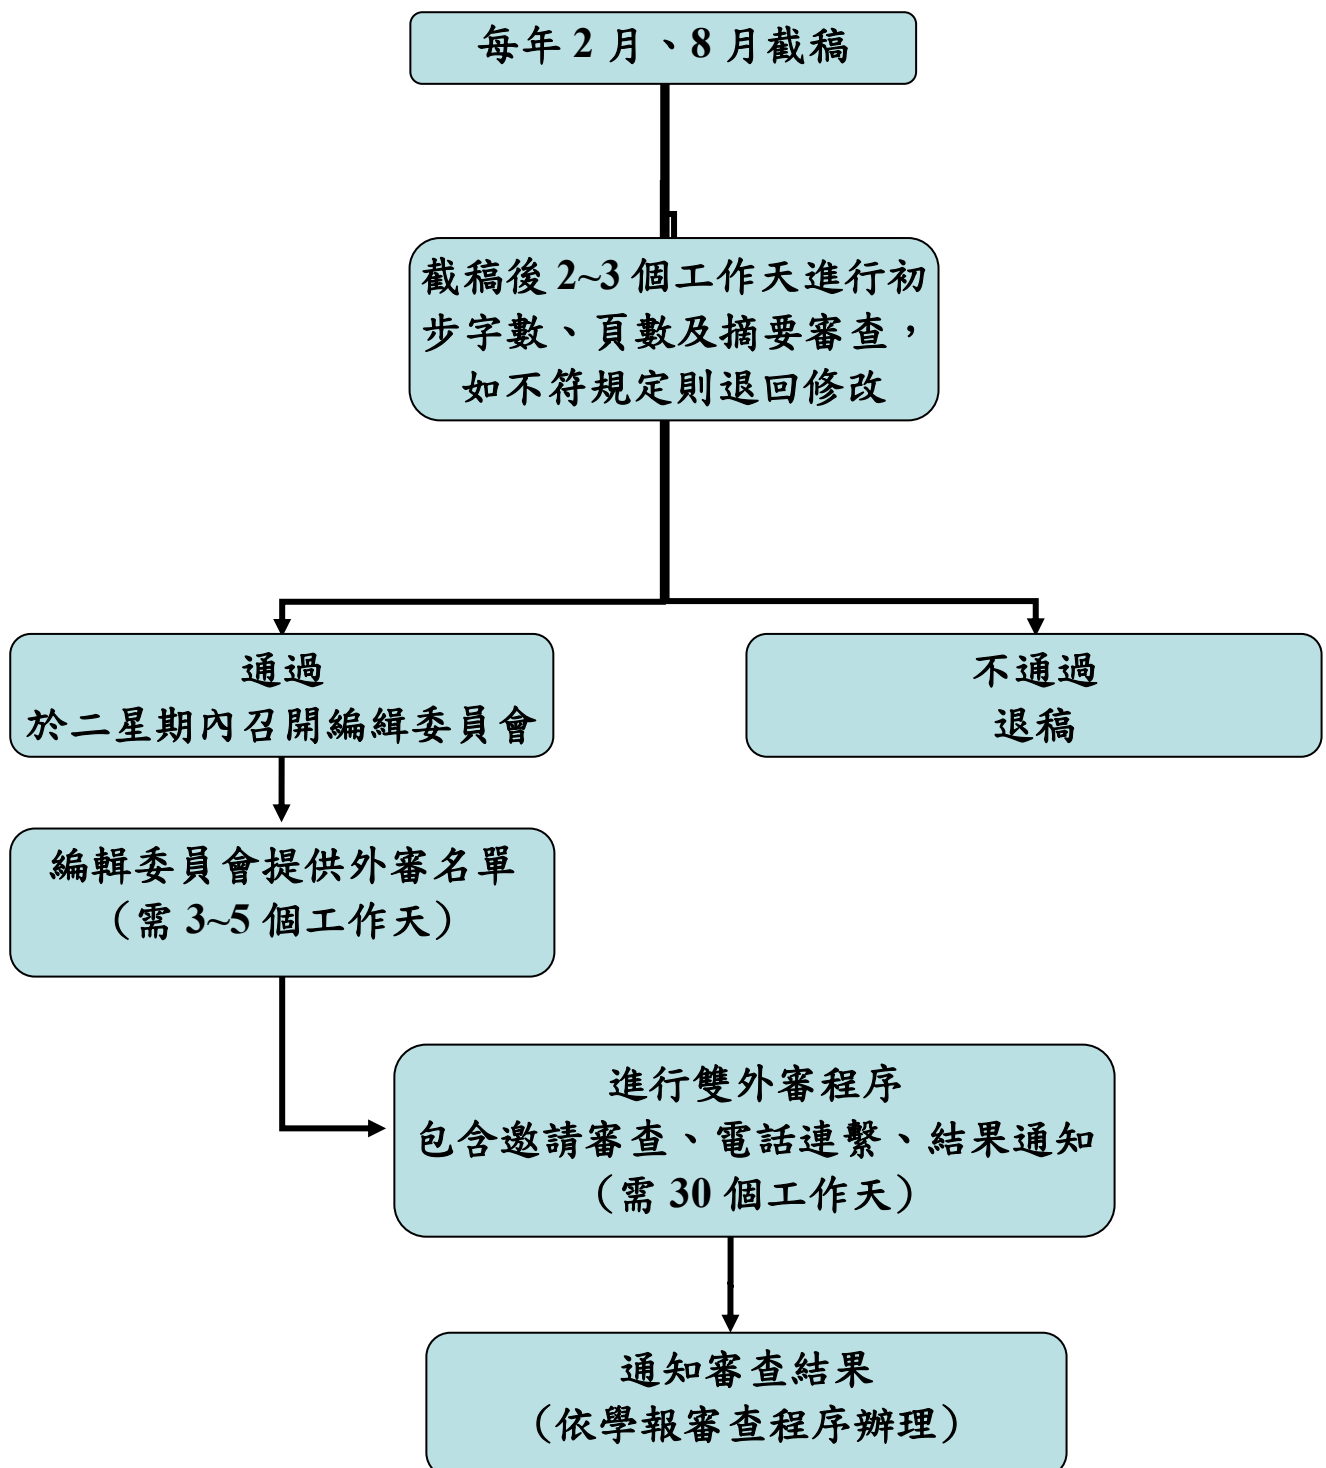 每年 2 月、8 月截稿
截稿後 2~3 個工作天進行初
步字數、頁數及摘要審查，
如不符規定則退回修改
通過
於二星期內召開編緝委員會
不通過
退稿
編輯委員會提供外審名單
（需 3~5 個工作天）
進行雙外審程序
包含邀請審查、電話連繫、結果通知
（需 30 個工作天）
通知審查結果
（依學報審查程序辦理）